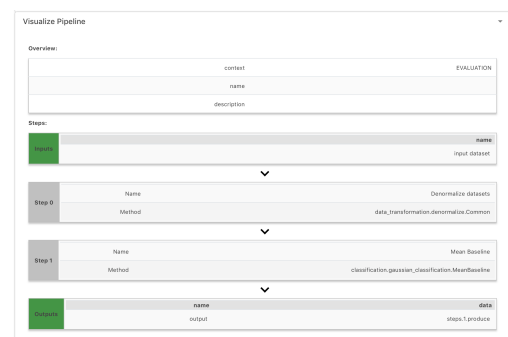 Visualize Pipeline
Overview:
context EVALUATION
name
description
Steps:
Inputs
name
input dataset
Step 0
Name Denormalize datasets
Method data_transformation.denormalize.Common
Step 1
Name Mean Baseline
Method classification.gaussian_classification.MeanBaseline
Outputs
name data
output steps.1.produce